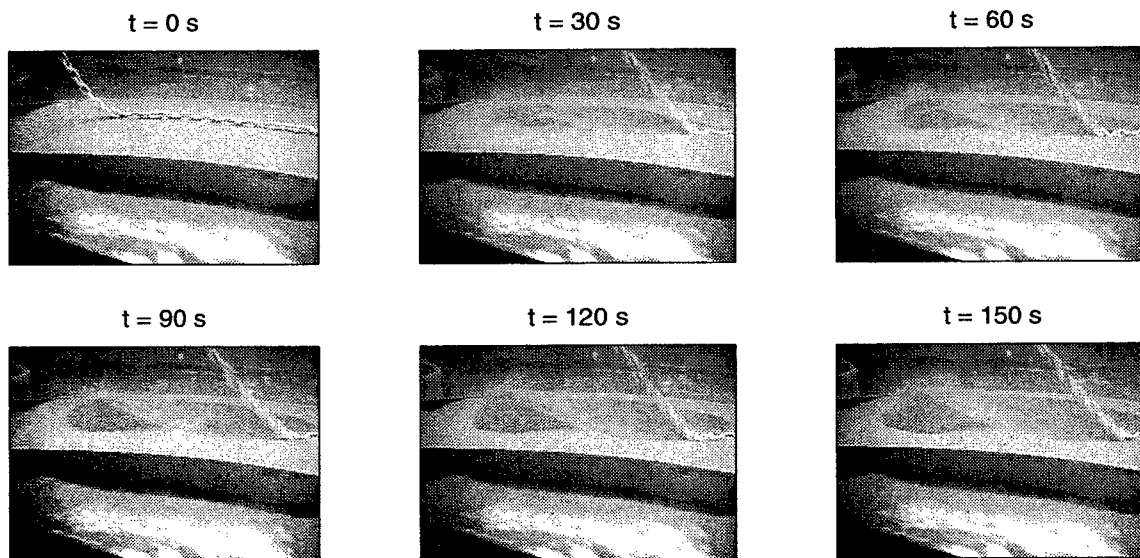 t = 0 s
t = 30 s
t = 60 s
t = 90 s
t = 120 s
t = 150 s